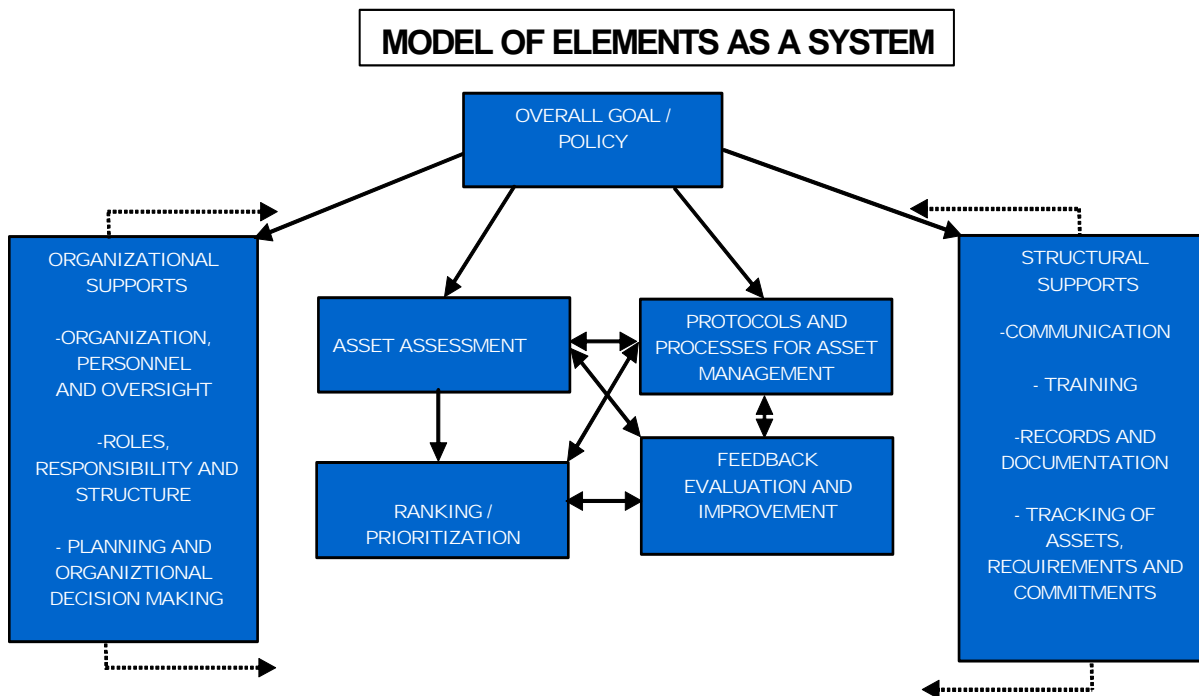 MODEL OF ELEMENTS AS A SYSTEM
OVERALL GOAL /
POLICY
ORGANIZATIONAL
SUPPORTS
-ORGANIZATION,
PERSONNEL
AND OVERSIGHT
-ROLES,
RESPONSIBILITY AND
STRUCTURE
- PLANNING AND
ORGANIZTIONAL
DECISION MAKING
ASSET ASSESSMENT
PROTOCOLS AND
PROCESSES FOR ASSET
MANAGEMENT
RANKING /
PRIORITIZATION
FEEDBACK
EVALUATION AND
IMPROVEMENT
STRUCTURAL
SUPPORTS
-COMMUNICATION
- TRAINING
-RECORDS AND
DOCUMENTATION
- TRACKING OF
ASSETS,
REQUIREMENTS AND
COMMITMENTS